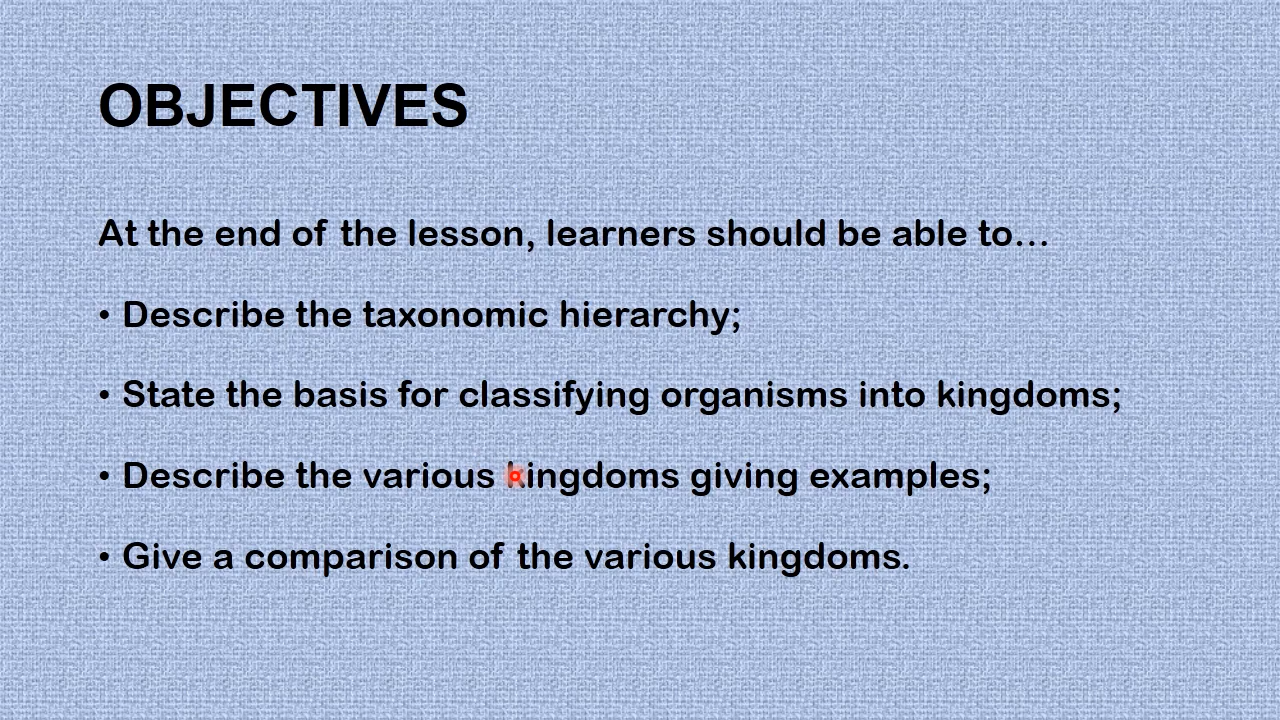 OBJECTIVES
At the end of the lesson, learners should be able to...
• Describe the taxonomic hierarchy;
• State the basis for classifying organisms into kingdoms;
• Describe the various kingdoms giving examples;
• Give a comparison of the various kingdoms.